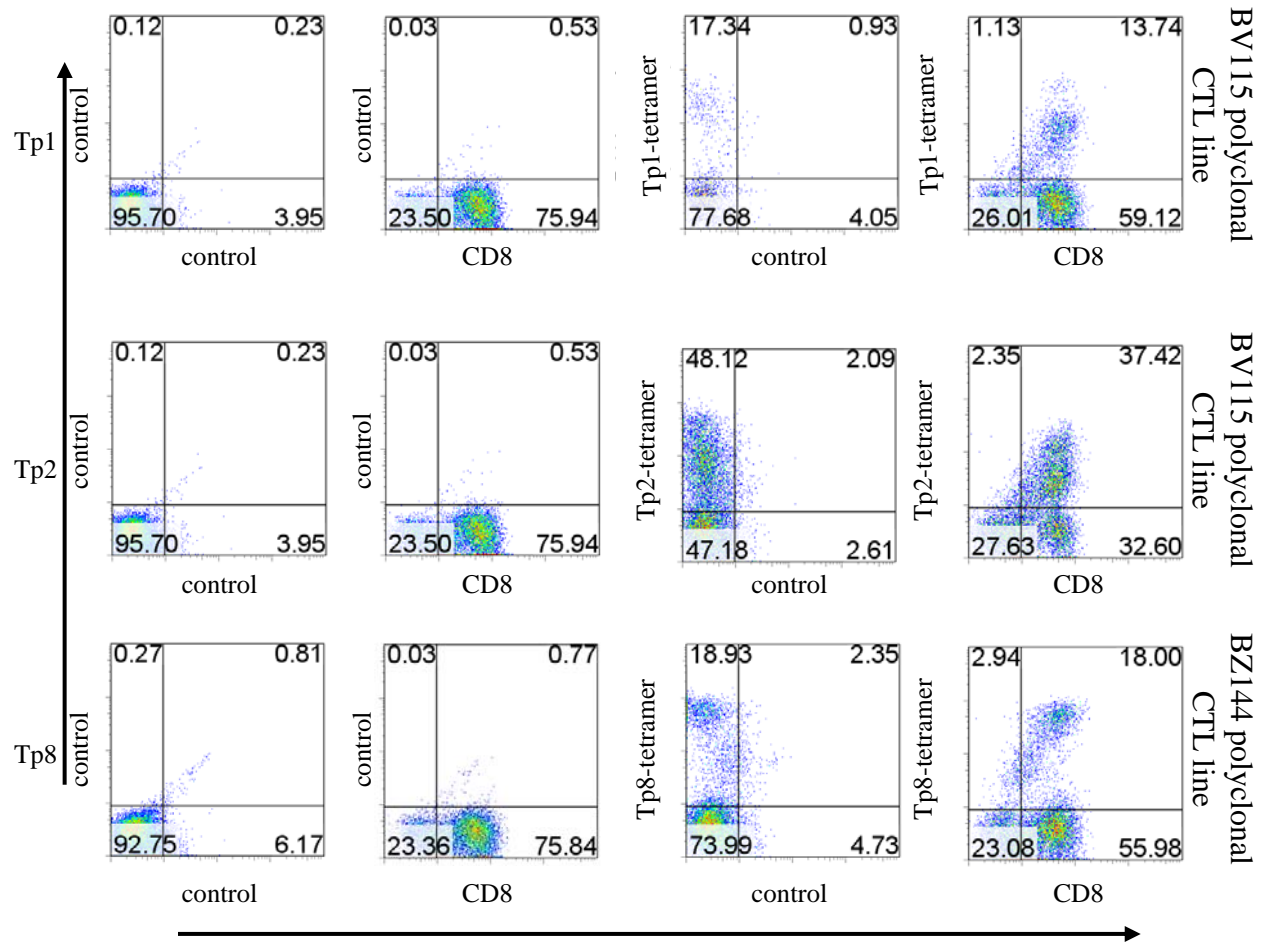 0.12 0.23 0.03 0.53 17.34 0.93 1.13 13.74
Tp1 control control Tp1-tetramer Tp1-tetramer BV115 polyclonal
CTL line
95.70 3.95 23.50 75.94 77.68 4.05 26.01 59.12
control CD8 control CD8
0.12 0.23 0.03 0.53 48.12 2.09 2.35 37.42
Tp2 control control Tp2-tetramer Tp2-tetramer BV115 polyclonal
CTL line
95.70 3.95 23.50 75.94 47.18 2.61 27.63 32.60
control CD8 control CD8
0.27 0.81 0.03 0.77 18.93 2.35 2.94 18.00
Tp8 control control Tp8-tetramer Tp8-tetramer BZ144 polyclonal
CTL line
92.75 6.17 23.36 75.84 73.99 4.73 23.08 55.98
control CD8 control CD8